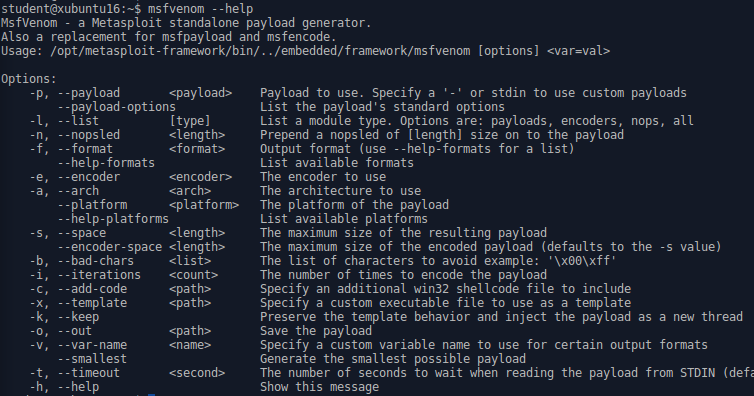 student@xubuntu16:~$ msfvenom --help
MsfVenom - a Metasploit standalone payload generator.
Also a replacement for msfpayload and msfencode.
Usage: /opt/metasploit-framework/bin/../embedded/framework/msfvenom [options] <var=val>
Options:
-p, --payload <payload> Payload to use. Specify a '-' or stdin to use custom payloads
--payload-options List the payload's standard options
-l, --list [type] List a module type. Options are: payloads, encoders, nops, all
-n, --nopsled <length> Prepend a nopsled of [length] size on to the payload
-f, --format <format> Output format (use --help-formats for a list)
--help-formats List available formats
-e, --encoder <encoder> The encoder to use
-a, --arch <arch> The architecture to use
--platform <platform> The platform of the payload
--help-platforms List available platforms
-s, --space <length> The maximum size of the resulting payload
--encoder-space <length> The maximum size of the encoded payload (defaults to the -s value)
-b, --bad-chars <list> The list of characters to avoid example: '\x00\xff'
-i, --iterations <count> The number of times to encode the payload
-c, --add-code <path> Specify an additional win32 shellcode file to include
-x, --template <path> Specify a custom executable file to use as a template
-k, --keep Preserve the template behavior and inject the payload as a new thread
-o, --out <path> Save the payload
-v, --var-name <name> Specify a custom variable name to use for certain output formats
--smallest Generate the smallest possible payload
-t, --timeout <second> The number of seconds to wait when reading the payload from STDIN (defa
-h, --help Show this message